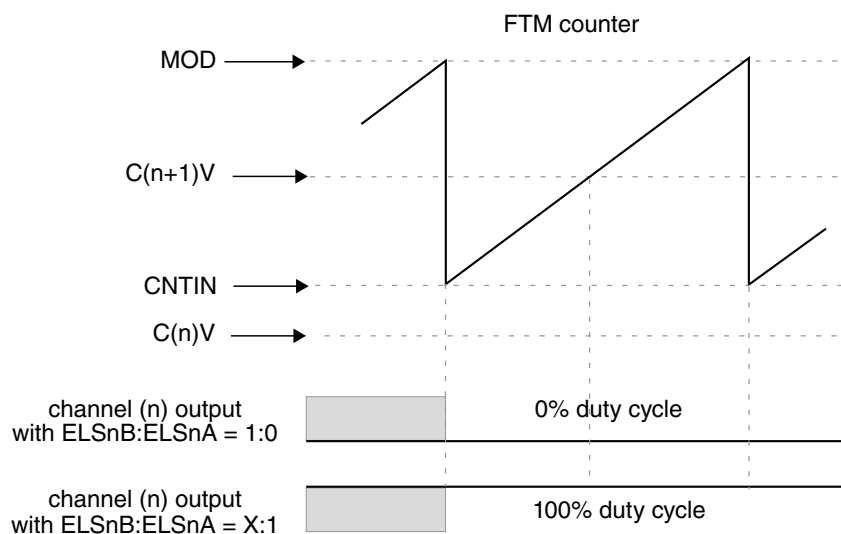 FTM counter
MOD
C(n+1)V
CNTIN
C(n)V
channel (n) output
with ELSnB:ELSnA = 1:0
0% duty cycle
channel (n) output
with ELSnB:ELSnA = X:1
100% duty cycle